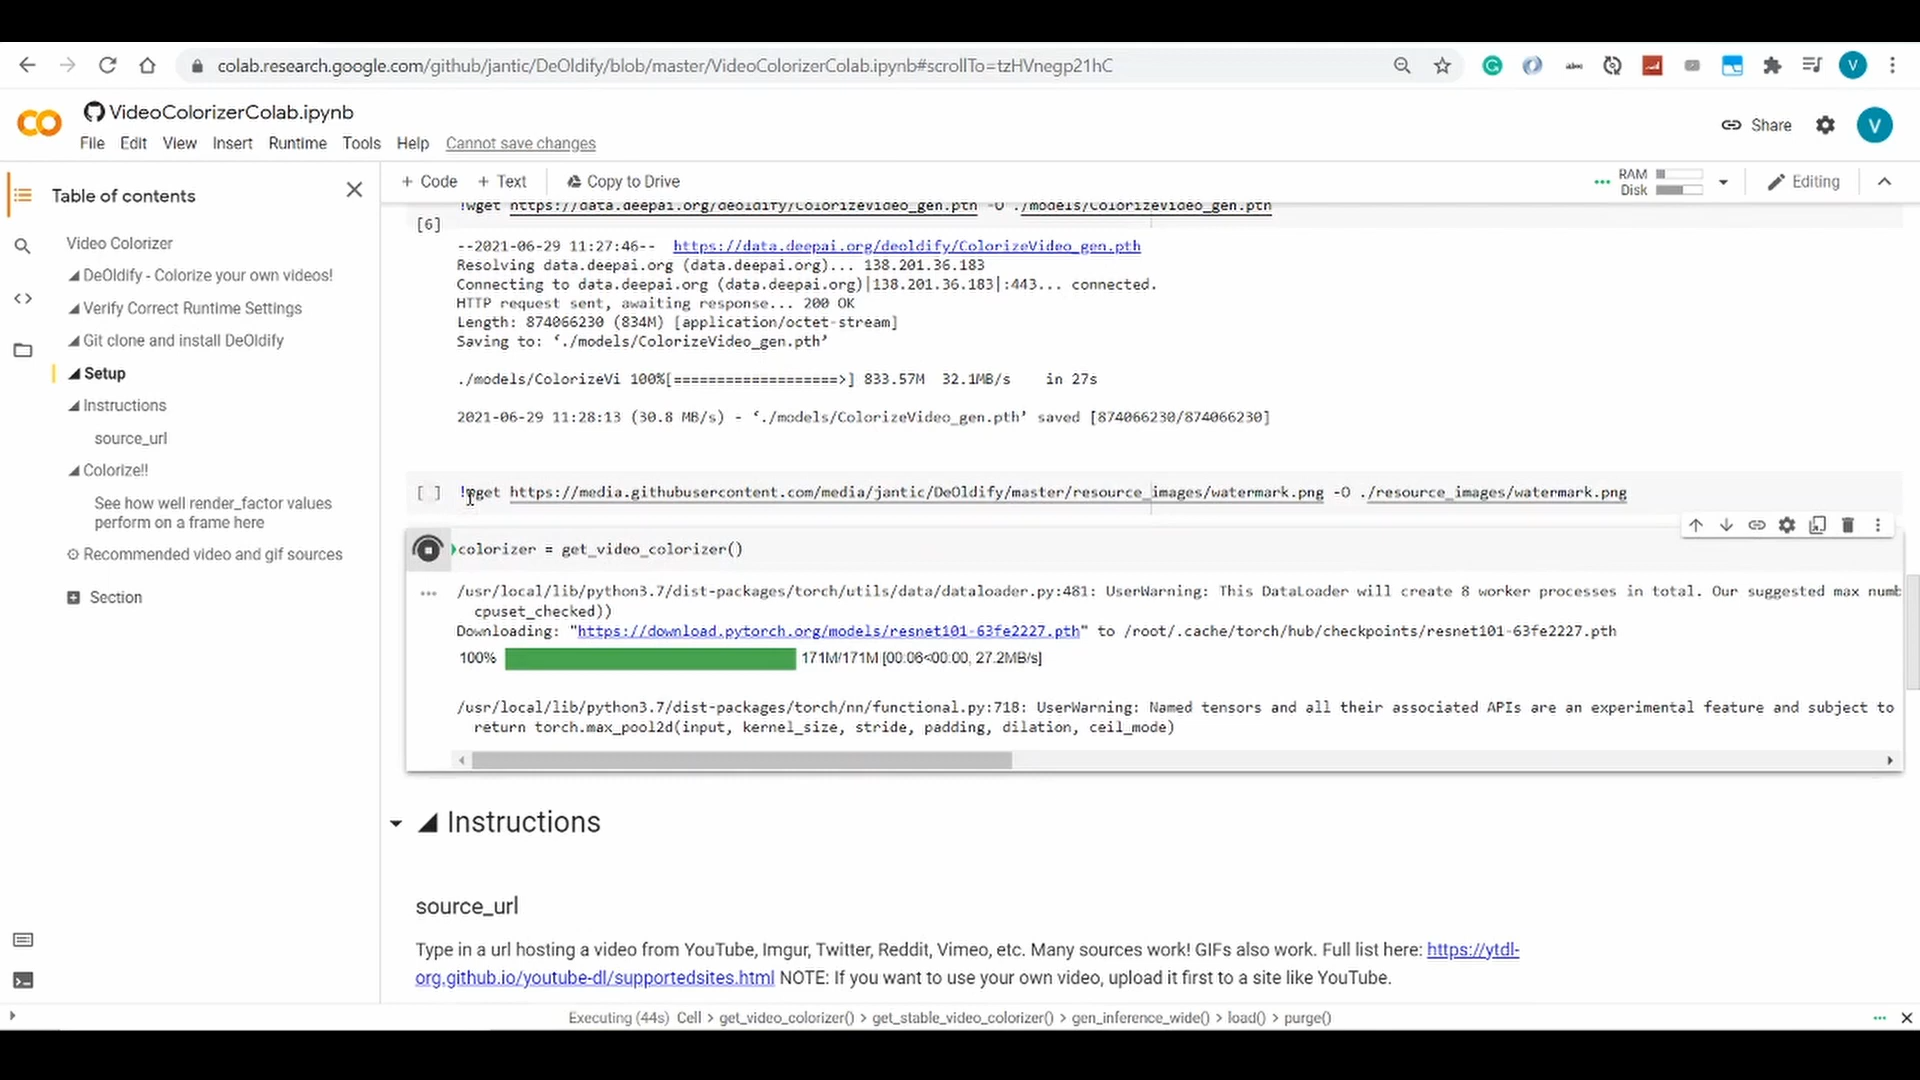 colab.research.google.com/github/jantic/DeOldify/blob/master/VideoColorizerColab.ipynb#scrollTo=tzHVnegp21hC
V
VideoColorizerColab.ipynb
File Edit View Insert Runtime Tools Help Cannot save changes
Share
V
Table of contents
+ Code + Text Copy to Drive
RAM
Disk
Editing
Video Colorizer
DeOldify - Colorize your own videos!
Verify Correct Runtime Settings
Git clone and install DeOldify
Setup
Instructions
source_url
Colorize!!
See how well render_factor values
perform on a frame here
Recommended video and gif sources
Section
!wget https://data.deepai.org/deoldify/ColorizeVideo_gen.pth -O ./models/ColorizeVideo_gen.pth
[6]
--2021-06-29 11:27:46-- https://data.deepai.org/deoldify/ColorizeVideo_gen.pth
Resolving data.deepai.org (data.deepai.org)... 138.201.36.183
Connecting to data.deepai.org (data.deepai.org)|138.201.36.183|:443... connected.
HTTP request sent, awaiting response... 200 OK
Length: 874066230 (834M) [application/octet-stream]
Saving to: ‘./models/ColorizeVideo_gen.pth’
./models/ColorizeVi 100%[===================>] 833.57M 32.1MB/s in 27s
2021-06-29 11:28:13 (30.8 MB/s) - ‘./models/ColorizeVideo_gen.pth’ saved [874066230/874066230]
[ ] !wget https://media.githubusercontent.com/media/jantic/DeOldify/master/resource_images/watermark.png -O ./resource_images/watermark.png
colorizer = get_video_colorizer()
/usr/local/lib/python3.7/dist-packages/torch/utils/data/dataloader.py:481: UserWarning: This DataLoader will create 8 worker processes in total. Our suggested max numb
cpuset_checked))
Downloading: "https://download.pytorch.org/models/resnet101-63fe2227.pth" to /root/.cache/torch/hub/checkpoints/resnet101-63fe2227.pth
100% 171M/171M [00:06<00:00, 27.2MB/s]
/usr/local/lib/python3.7/dist-packages/torch/nn/functional.py:718: UserWarning: Named tensors and all their associated APIs are an experimental feature and subject to
return torch.max_pool2d(input, kernel_size, stride, padding, dilation, ceil_mode)
Instructions
source_url
Type in a url hosting a video from YouTube, Imgur, Twitter, Reddit, Vimeo, etc. Many sources work! GIFs also work. Full list here: https://ytdl-
org.github.io/youtube-dl/supportedsites.html NOTE: If you want to use your own video, upload it first to a site like YouTube.
Executing (44s) Cell > get_video_colorizer() > get_stable_video_colorizer() > gen_inference_wide() > load() > purge()